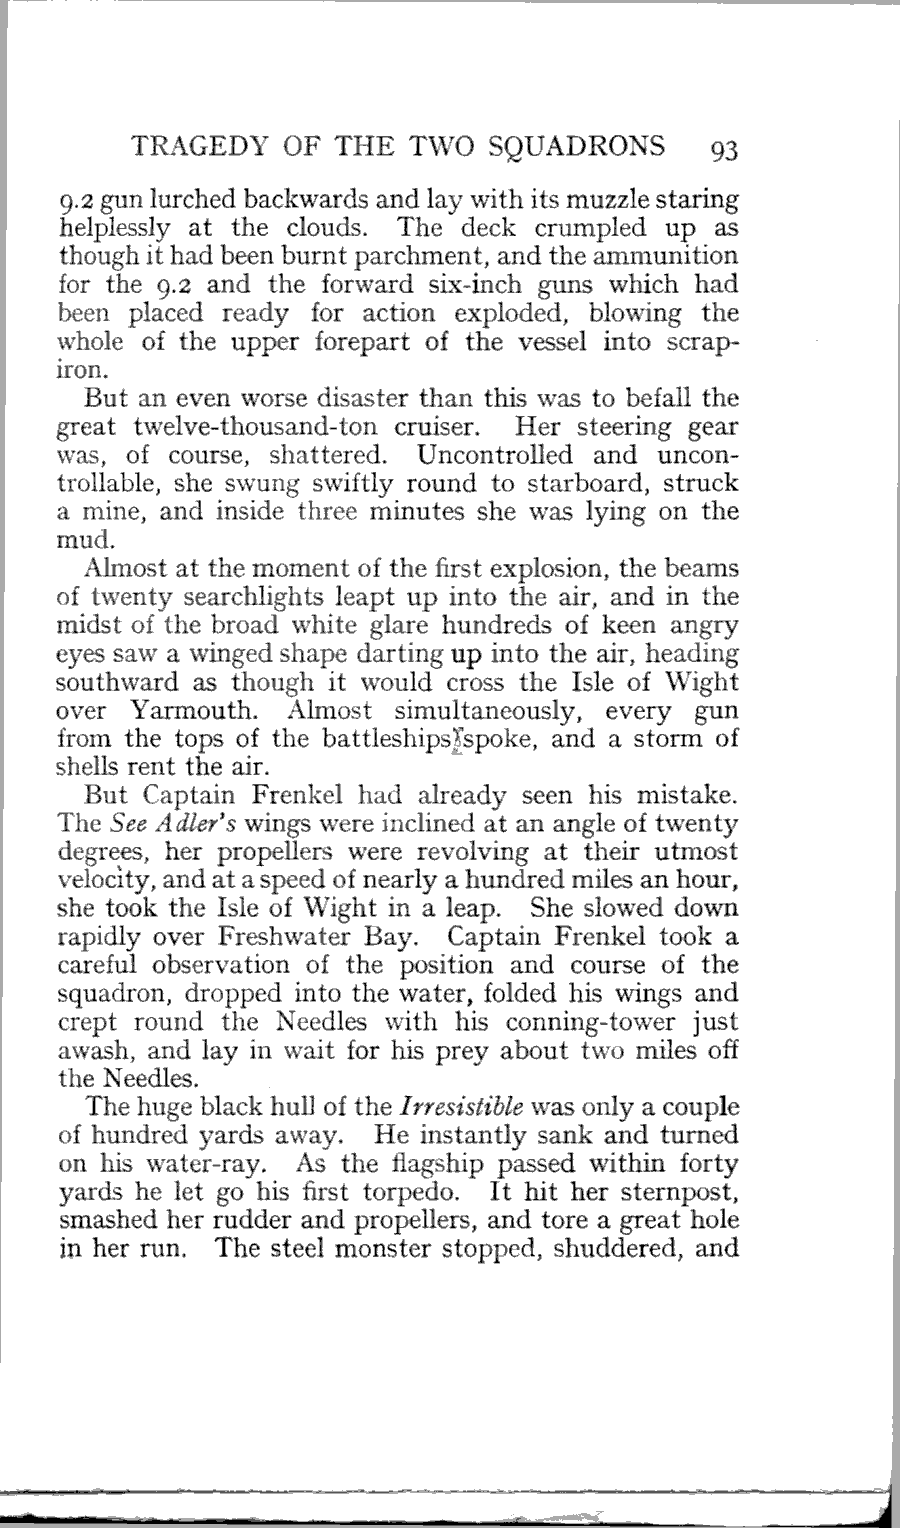 TRAGEDY OF THE TWO SQUADRONS 93
9.2 gun lurched backwards and lay with its muzzle staring
helplessly at the clouds. The deck crumpled up as
though it had been burnt parchment, and the ammunition
for the 9.2 and the forward six-inch guns which had
been placed ready for action exploded, blowing the
whole of the upper forepart of the vessel into scrap-
iron.
But an even worse disaster than this was to befall the
great twelve-thousand-ton cruiser. Her steering gear
was, of course, shattered. Uncontrolled and uncon-
trollable, she swung swiftly round to starboard, struck
a mine, and inside three minutes she was lying on the
mud.
Almost at the moment of the first explosion, the beams
of twenty searchlights leapt up into the air, and in the
midst of the broad white glare hundreds of keen angry
eyes saw a winged shape darting up into the air, heading
southward as though it would cross the Isle of Wight
over Yarmouth. Almost simultaneously, every gun
from the tops of the battleships spoke, and a storm of
shells rent the air.
But Captain Frenkel had already seen his mistake.
The See Adler's wings were inclined at an angle of twenty
degrees, her propellers were revolving at their utmost
velocity, and at a speed of nearly a hundred miles an hour,
she took the Isle of Wight in a leap. She slowed down
rapidly over Freshwater Bay. Captain Frenkel took a
careful observation of the position and course of the
squadron, dropped into the water, folded his wings and
crept round the Needles with his conning-tower just
awash, and lay in wait for his prey about two miles off
the Needles.
The huge black hull of the Irresistible was only a couple
of hundred yards away. He instantly sank and turned
on his water-ray. As the flagship passed within forty
yards he let go his first torpedo. It hit her sternpost,
smashed her rudder and propellers, and tore a great hole
in her run. The steel monster stopped, shuddered, and